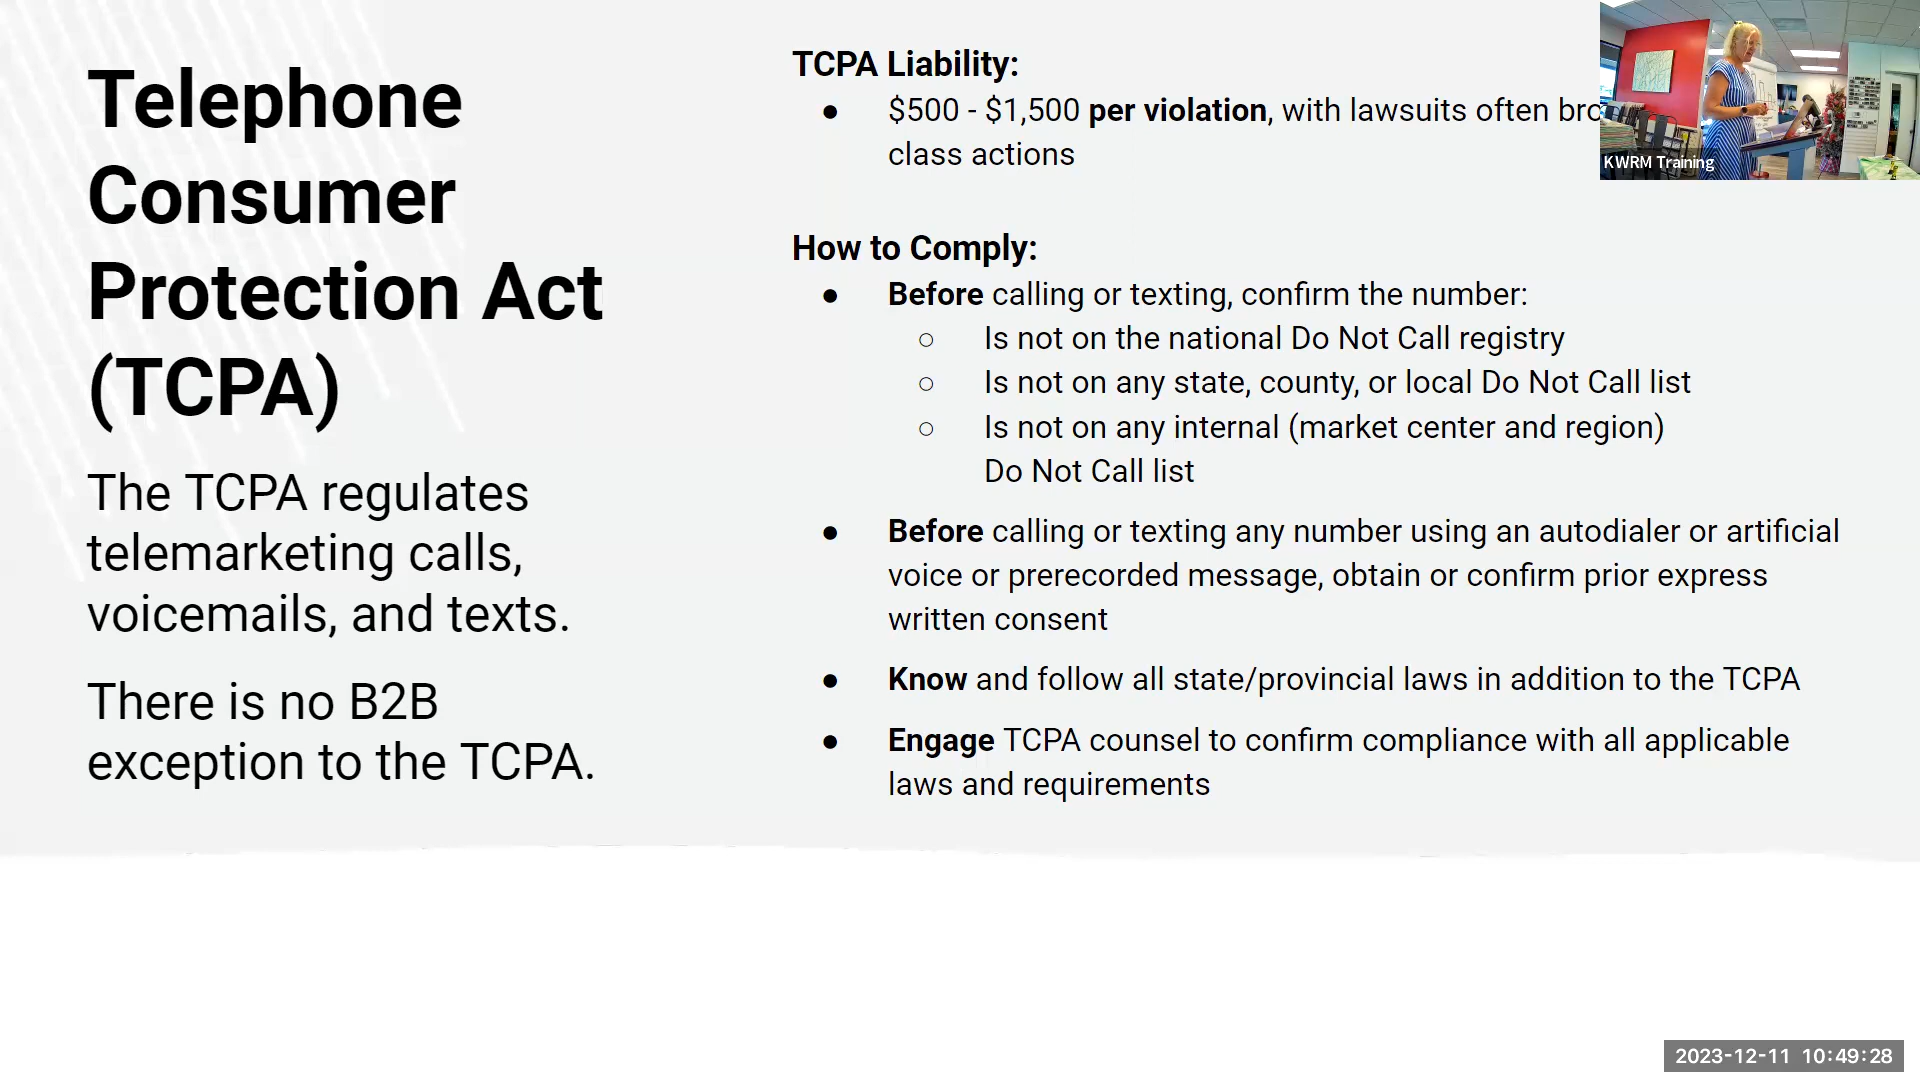 Telephone
Consumer
Protection Act
(TCPA)
The TCPA regulates
telemarketing calls,
voicemails, and texts.
There is no B2B
exception to the TCPA.
TCPA Liability:
● $500 - $1,500 per violation, with lawsuits often
class actions
How to Comply:
● Before calling or texting, confirm the number:
○ Is not on the national Do Not Call registry
○ Is not on any state, county, or local Do Not Call list
○ Is not on any internal (market center and region)
Do Not Call list
● Before calling or texting any number using an autodialer or artificial
voice or prerecorded message, obtain or confirm prior express
written consent
● Know and follow all state/provincial laws in addition to the TCPA
● Engage TCPA counsel to confirm compliance with all applicable
laws and requirements
KWRM Training
2023-12-11 10:49:28